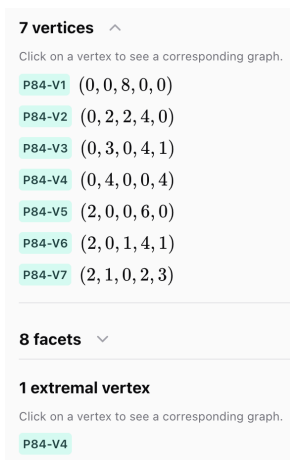 7 vertices
Click on a vertex to see a corresponding graph.
P84-V1 (0, 0, 8, 0, 0)
P84-V2 (0, 2, 2, 4, 0)
P84-V3 (0, 3, 0, 4, 1)
P84-V4 (0, 4, 0, 0, 4)
P84-V5 (2, 0, 0, 6, 0)
P84-V6 (2, 0, 1, 4, 1)
P84-V7 (2, 1, 0, 2, 3)
8 facets
1 extremal vertex
Click on a vertex to see a corresponding graph.
P84-V4